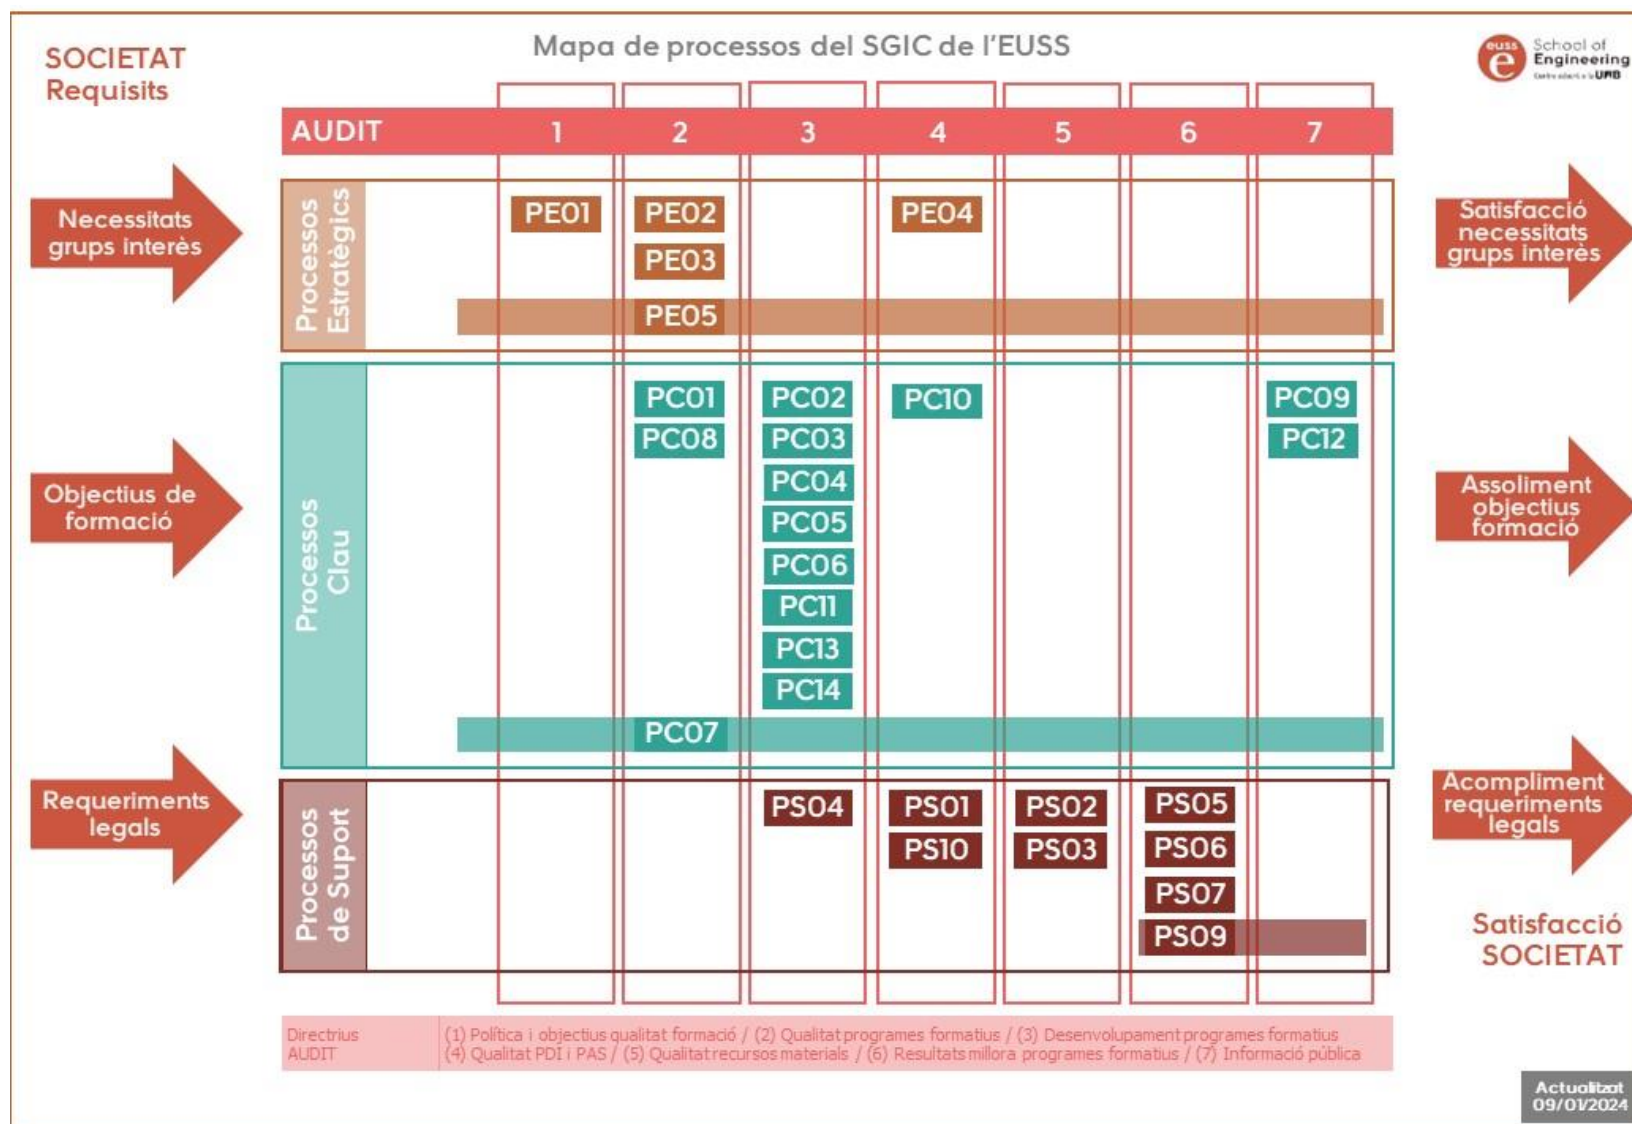 SOCIETAT
Requisits
Mapa de processos del SGIC de l'EUSS
euss
e
School of
Engineering
Centre adscrit a la UAB
AUDIT 1 2 3 4 5 6 7
Necessitats
grups interès
Processos
Estratègics
PE01 PE02 PE04
PE03
PE05
Satisfacció
necessitats
grups interès
Objectius de
formació
Processos
Clau
PC01 PC02 PC10 PC09
PC08 PC03 PC12
PC04
PC05
PC06
PC11
PC13
PC14
PC07
Assoliment
objectius
formació
Requeriments
legals
Processos
de Suport
PS04 PS01 PS02 PS05
PS10 PS03 PS06
PS07
PS09
Acompliment
requeriments
legals
Satisfacció
SOCIETAT
Directrius (1) Política i objectius qualitat formació / (2) Qualitat programes formatius / (3) Desenvolupament programes formatius
AUDIT (4) Qualitat PDI i PAS / (5) Qualitat recursos materials / (6) Resultats millora programes formatius / (7) Informació pública
Actualitzat
09/01/2024